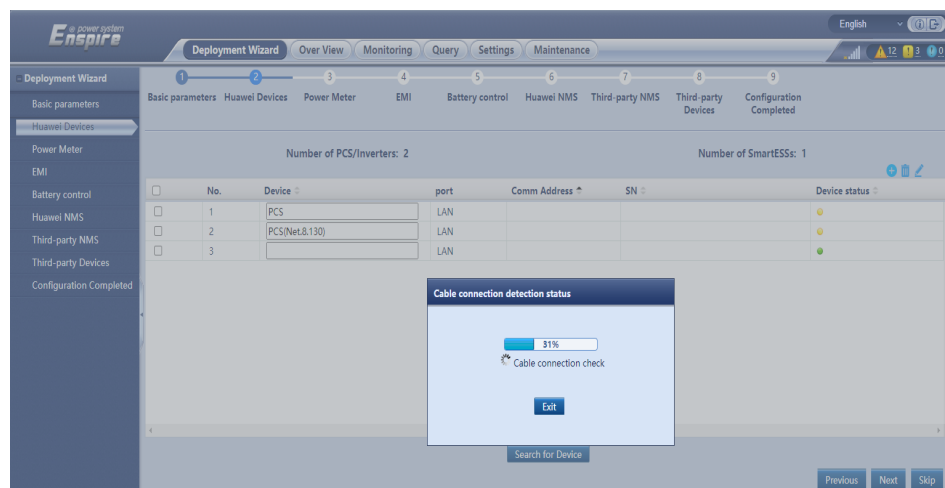 e power system
Enspire
English
Deployment Wizard Over View Monitoring Query Settings Maintenance
12 3 0
Deployment Wizard
Basic parameters
Huawei Devices
Power Meter
EMI
Battery control
Huawei NMS
Third-party NMS
Third-party Devices
Configuration Completed
1 2 3 4 5 6 7 8 9
Basic parameters Huawei Devices Power Meter EMI Battery control Huawei NMS Third-party NMS Third-party Devices Configuration Completed
Number of PCS/Inverters: 2 Number of SmartESSs: 1
No. Device port Comm Address SN Device status
1 PCS LAN
2 PCS(Net.8.130) LAN
3 LAN
Cable connection detection status
31%
Cable connection check
Exit
Search for Device
Previous Next Skip